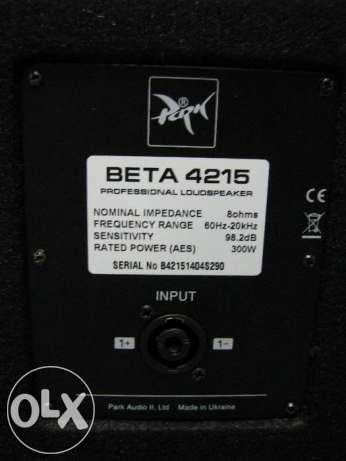 Park
BETA 4215
PROFESSIONAL LOUDSPEAKER
NOMINAL IMPEDANCE 8ohms
FREQUENCY RANGE 60Hz-20kHz
SENSITIVITY 98.2dB
RATED POWER (AES) 300W
SERIAL No B42151404S290
CE
INPUT
1+ 1-
Park Audio II, Ltd Made in Ukraine
OLX